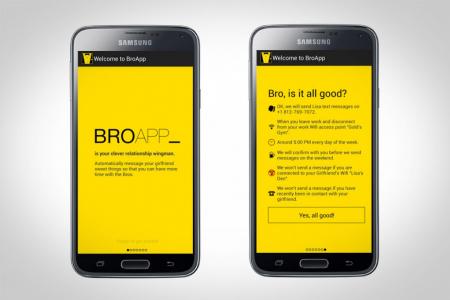 SAMSUNG
Welcome to BroApp
BROAPP_
is your clever relationship wingman.
Automatically message your girlfriend
sweet things so that you can have more
time with the Bros.
SAMSUNG
Welcome to BroApp
Bro, is it all good?
OK, we will send Lisa text messages on
+1 813-769-7072.
When you leave work and disconnect
from your work Wifi access point "Gold's
Gym".
Around 5:00 PM every day of the week.
We will confirm with you before we send
messages on the weekend.
We won't send a message if you are
connected to your Girlfriend's Wifi "Lisa's
Den".
We won't send a message if you have
recently been in contact with your
girlfriend.
Yes, all good!